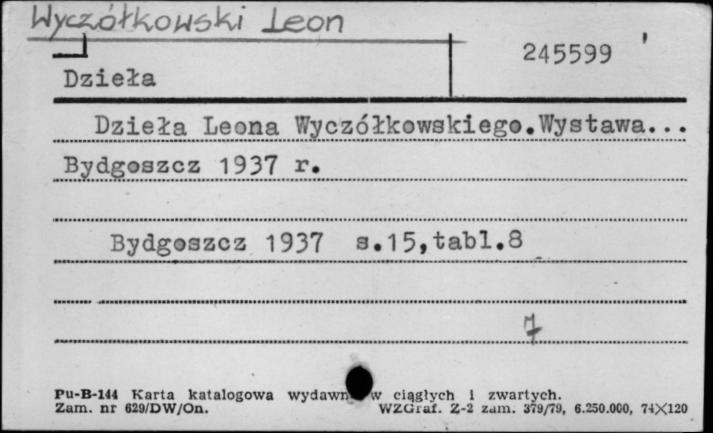 Wyczółkowski Leon
245599
Dzieła
Dzieła Leona Wyczółkowskiego.Wystawa...
Bydgoszcz 1937 r.
Bydgoszcz 1937 s.15,tabl.8
7
Pu-B-144 Karta katalogowa ciągłych i zwartych.
Zam. nr 629/DW/On. WZGraf. Z-2 zam. 379/79, 6.250.000, 74X120